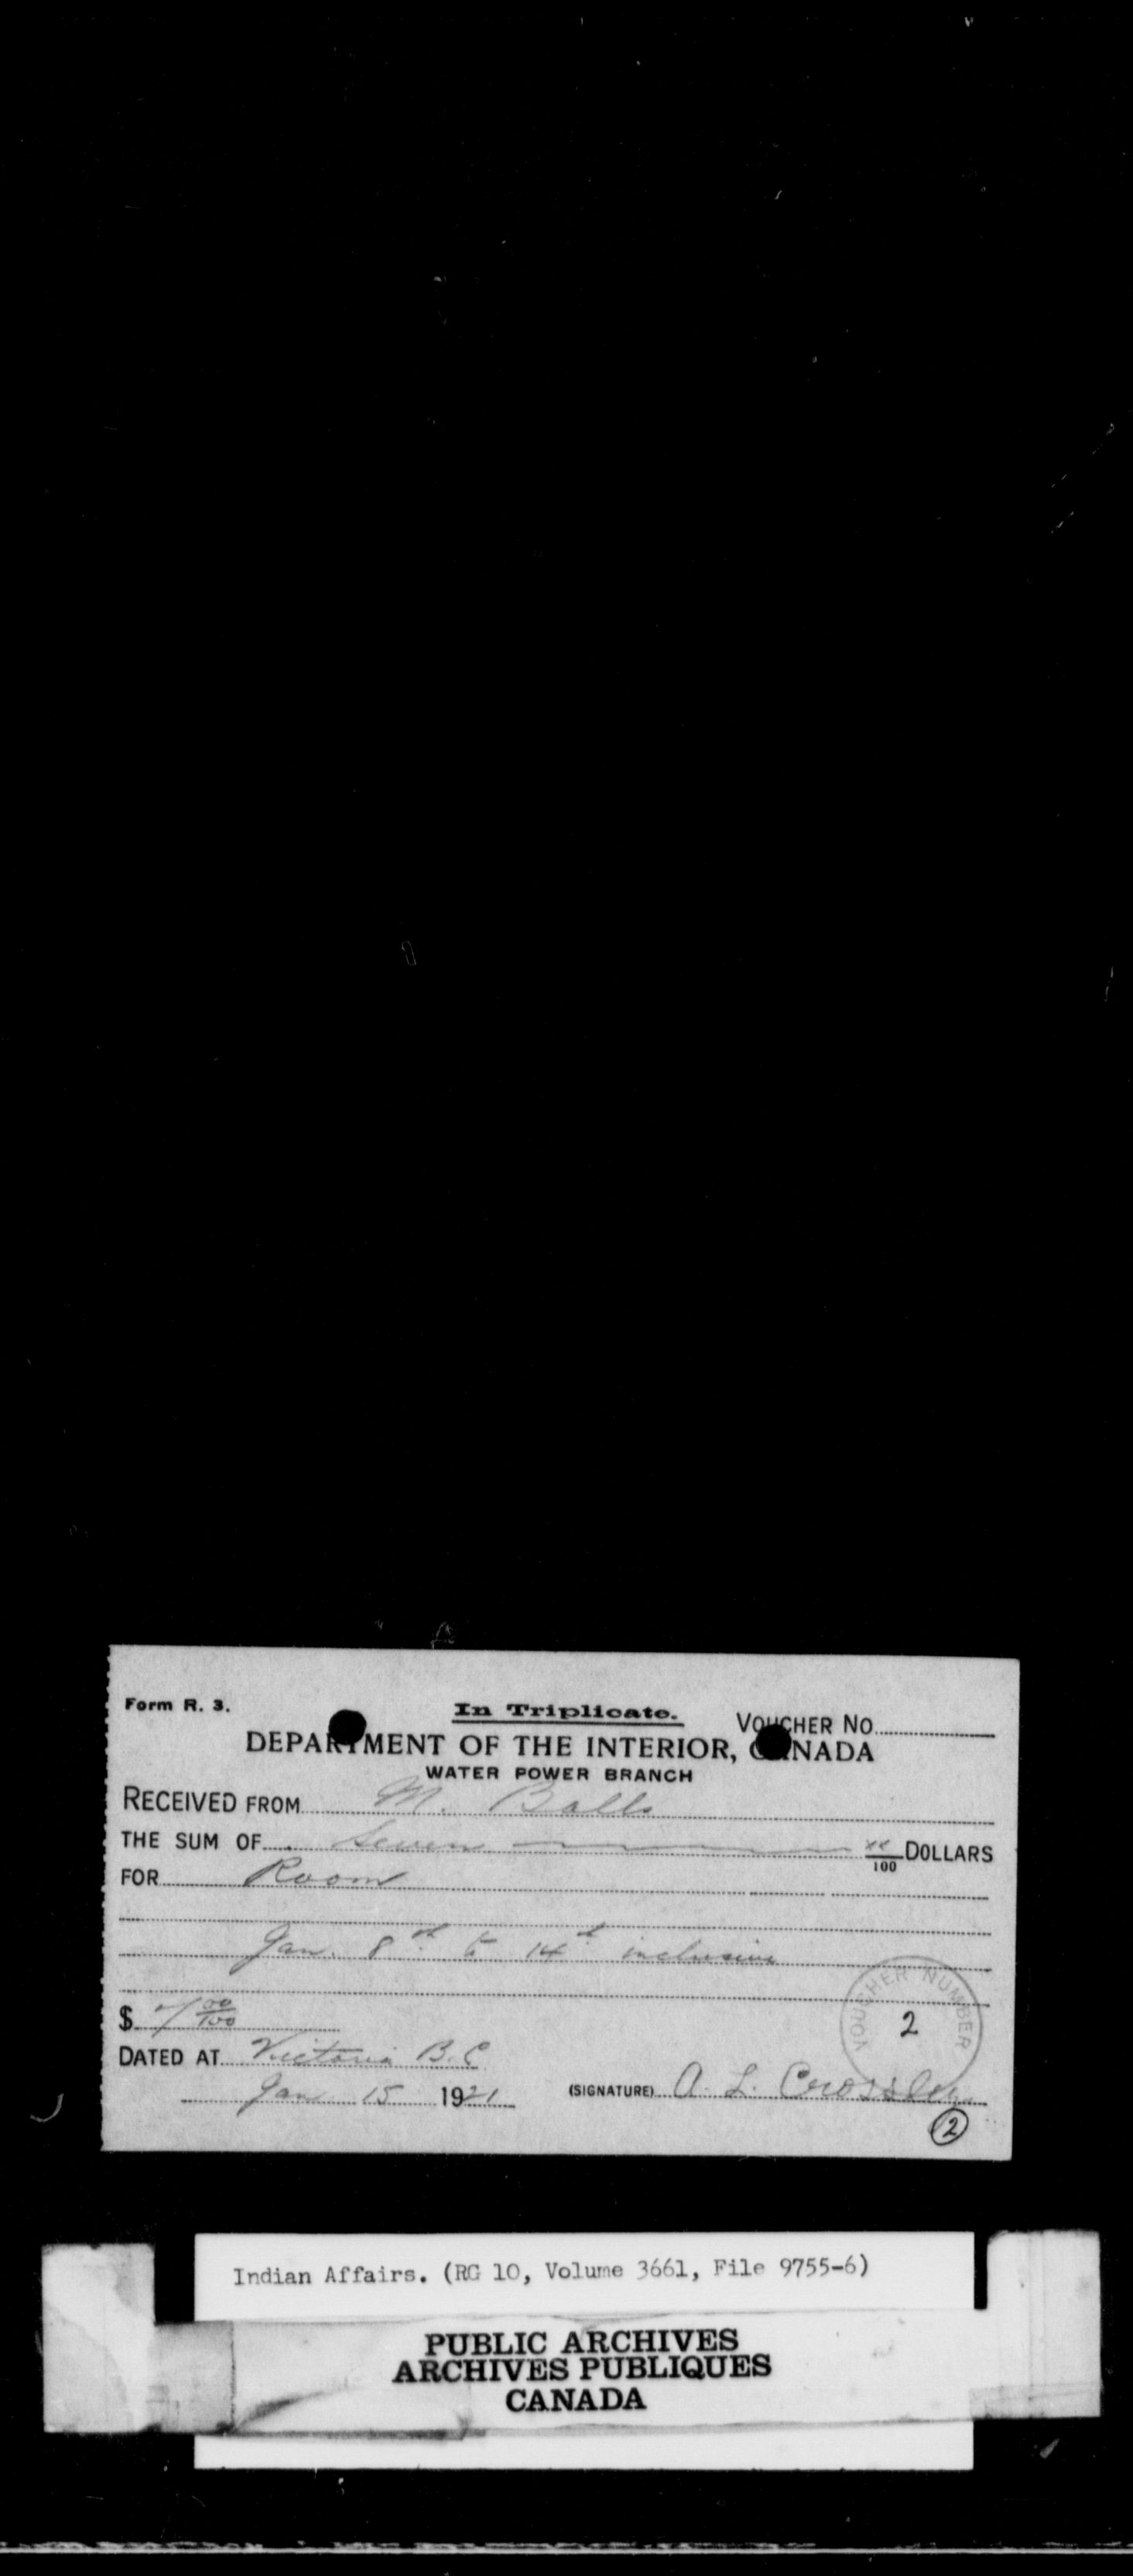 Form R. 3.
In Triplicate.
VOUCHER NO
DEPARTMENT OF THE INTERIOR, CANADA
WATER POWER BRANCH
RECEIVED FROM M. Balls
THE SUM OF Seven xx/100 DOLLARS
FOR Room
Jan. 8th to 14th inclusive
VOUCHER NUMBER
2
$ 7 00/100
DATED AT Victoria B.C.
Jan 15 1921 (SIGNATURE) A. L. Crossley
2
Indian Affairs. (RG 10, Volume 3661, File 9755-6)
PUBLIC ARCHIVES
ARCHIVES PUBLIQUES
CANADA